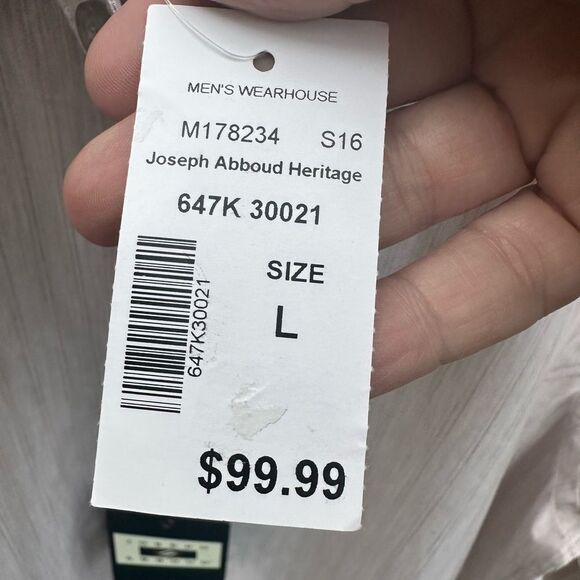 MEN'S WEARHOUSE
M178234 S16
Joseph Abboud Heritage
647K 30021
SIZE
L
647K30021
$99.99